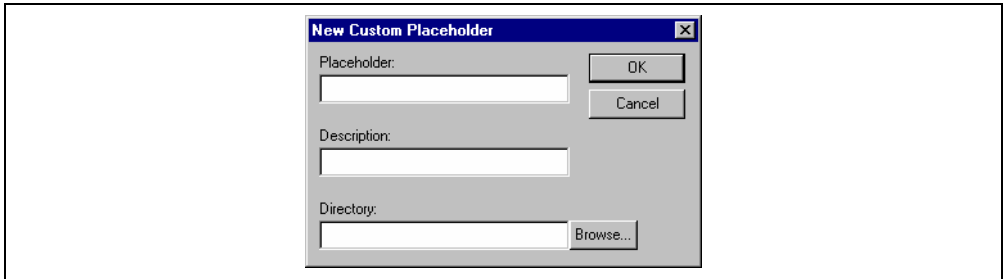 New Custom Placeholder
Placeholder:
OK
Cancel
Description:
Directory:
Browse...